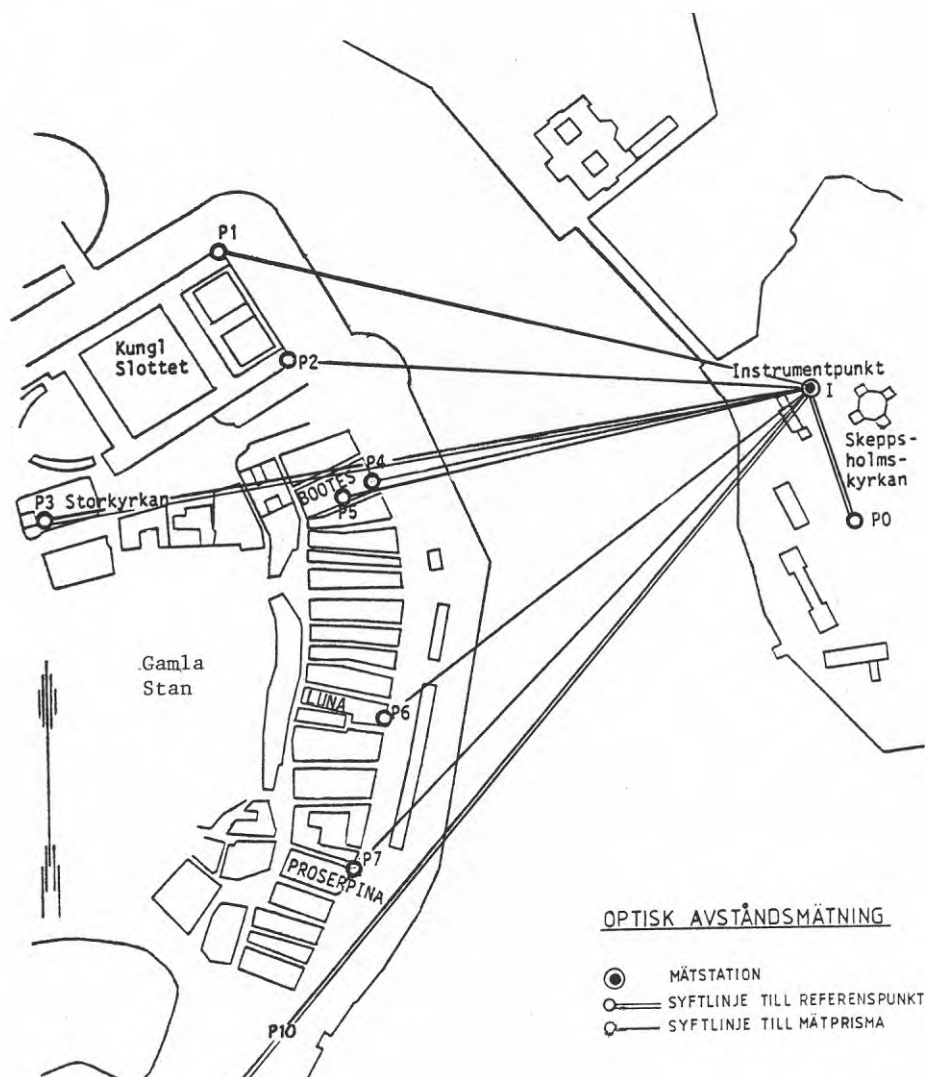 P1
Kungl
Slottet
P2
Instrumentpunkt
I
Skepps-
holms-
kyrkan
P0
P3 Storkyrkan
BOOTES
P4
P5
Gamla
Stan
LUNA
P6
P7
PROSERPINA
P10
OPTISK AVSTÅNDSMÄTNING
MÄTSTATION
SYFTLINJE TILL REFERENSPUNKT
SYFTLINJE TILL MÄTPRISMA